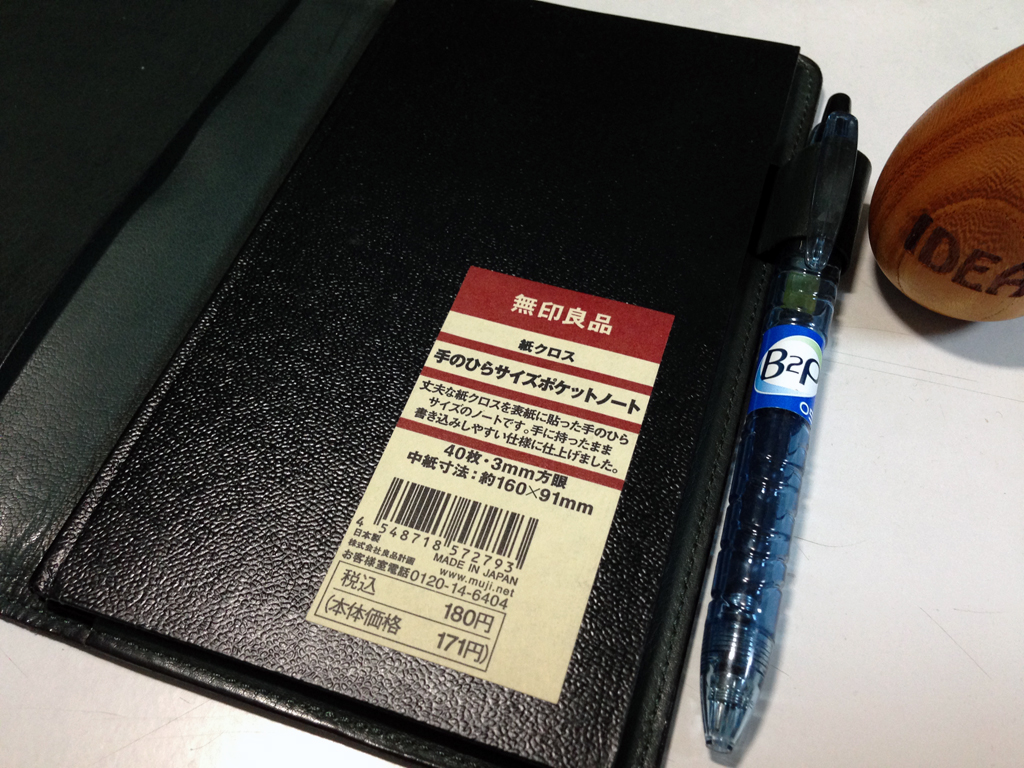 無印良品
紙クロス
手のひらサイズポケットノート
丈夫な紙クロスを表紙に貼った手のひら
サイズのノートです。手に持ったまま
書き込みしやすい仕様に仕上げました。
40枚・3mm方眼
中紙寸法：約160×91mm
4 548718 572793
日本製 MADE IN JAPAN
株式会社良品計画 www.muji.net
お客様室電話0120-14-6404
税込 180円
(本体価格 171円)
B2P
IDEA